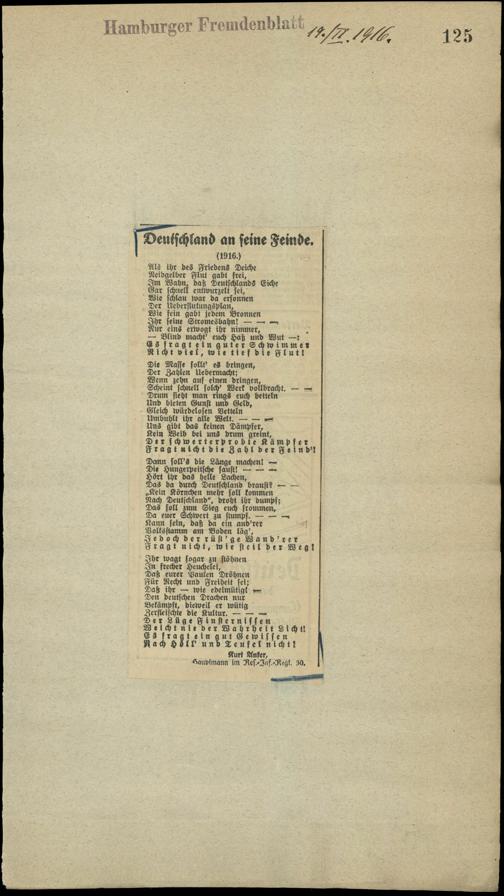 Hamburger Fremdenblatt
19./II. 1916.
125
Deutschland an seine Feinde.
(1916.)
Als ihr des Friedens Deiche
Neidgelber Flut gabt frei,
Im Wahn, daß Deutschlands Eiche
Gar schnell entwurzelt sei,
Wie schlau war da ersonnen
Der Ueberflutungsplan,
Wie fein gabt jedem Bronnen
Ihr seine Stromesbahn! — — —
Nur eins erwogt ihr nimmer,
— Blind macht' euch Haß und Wut —:
Es fragt ein guter Schwimmer
Nicht viel, wie tief die Flut!
Die Masse sollt' es bringen,
Der Zahlen Uebermacht;
Wenn zehn auf einen dringen,
Scheint schnell solch' Werk vollbracht. — —
Drum sieht man rings euch betteln
Und bieten Gunst und Geld,
Gleich würdelosen Vetteln
Umbuhlt ihr alle Welt. — — —
Uns gibt das keinen Dämpfer,
Kein Weib bei uns drum greint,
Der schwerterprobte Kämpfer
Fragt nicht die Zahl der Feind'!
Dann soll's die Länge machen! —
Die Hungerpeitsche saust! — — —
Hört ihr das helle Lachen,
Das da durch Deutschland braust? — —
„Kein Körnchen mehr soll kommen
Nach Deutschland", droht ihr dumpf;
Das soll zum Sieg euch frommen,
Da euer Schwert zu stumpf. — — —
Kann sein, daß da ein and'rer
Volksstamm am Boden läg',
Jedoch der rüst'ge Wand'rer
Fragt nicht, wie steil der Weg!
Ihr wagt sogar zu stöhnen
In frecher Heuchelei,
Daß eurer Pauken Dröhnen
Für Recht und Freiheit sei;
Daß ihr — wie edelmütig! —
Den deutschen Drachen nur
Bekämpft, dieweil er wütig
Zerfleischte die Kultur. — — —
Der Lüge Finsternissen
Weicht nie der Wahrheit Licht!
Es fragt ein gut Gewissen
Nach Höll' und Teufel nicht!
Kurt
Hauptmann im Res.-Inf.-Regt. 30.